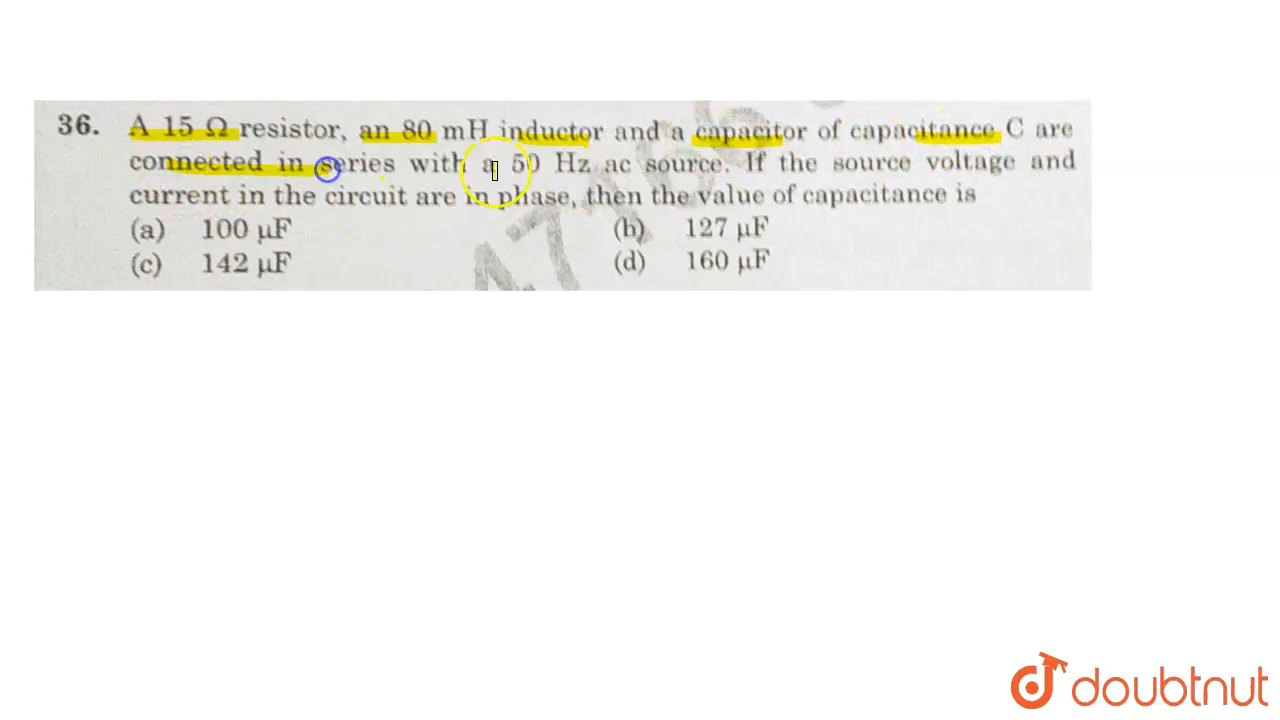 36. A 15 Ω resistor, an 80 mH inductor and a capacitor of capacitance C are
connected in series with a 50 Hz ac source. If the source voltage and
current in the circuit are in phase, then the value of capacitance is
(a) 100 µF (b) 127 µF
(c) 142 µF (d) 160 µF
doubtnut